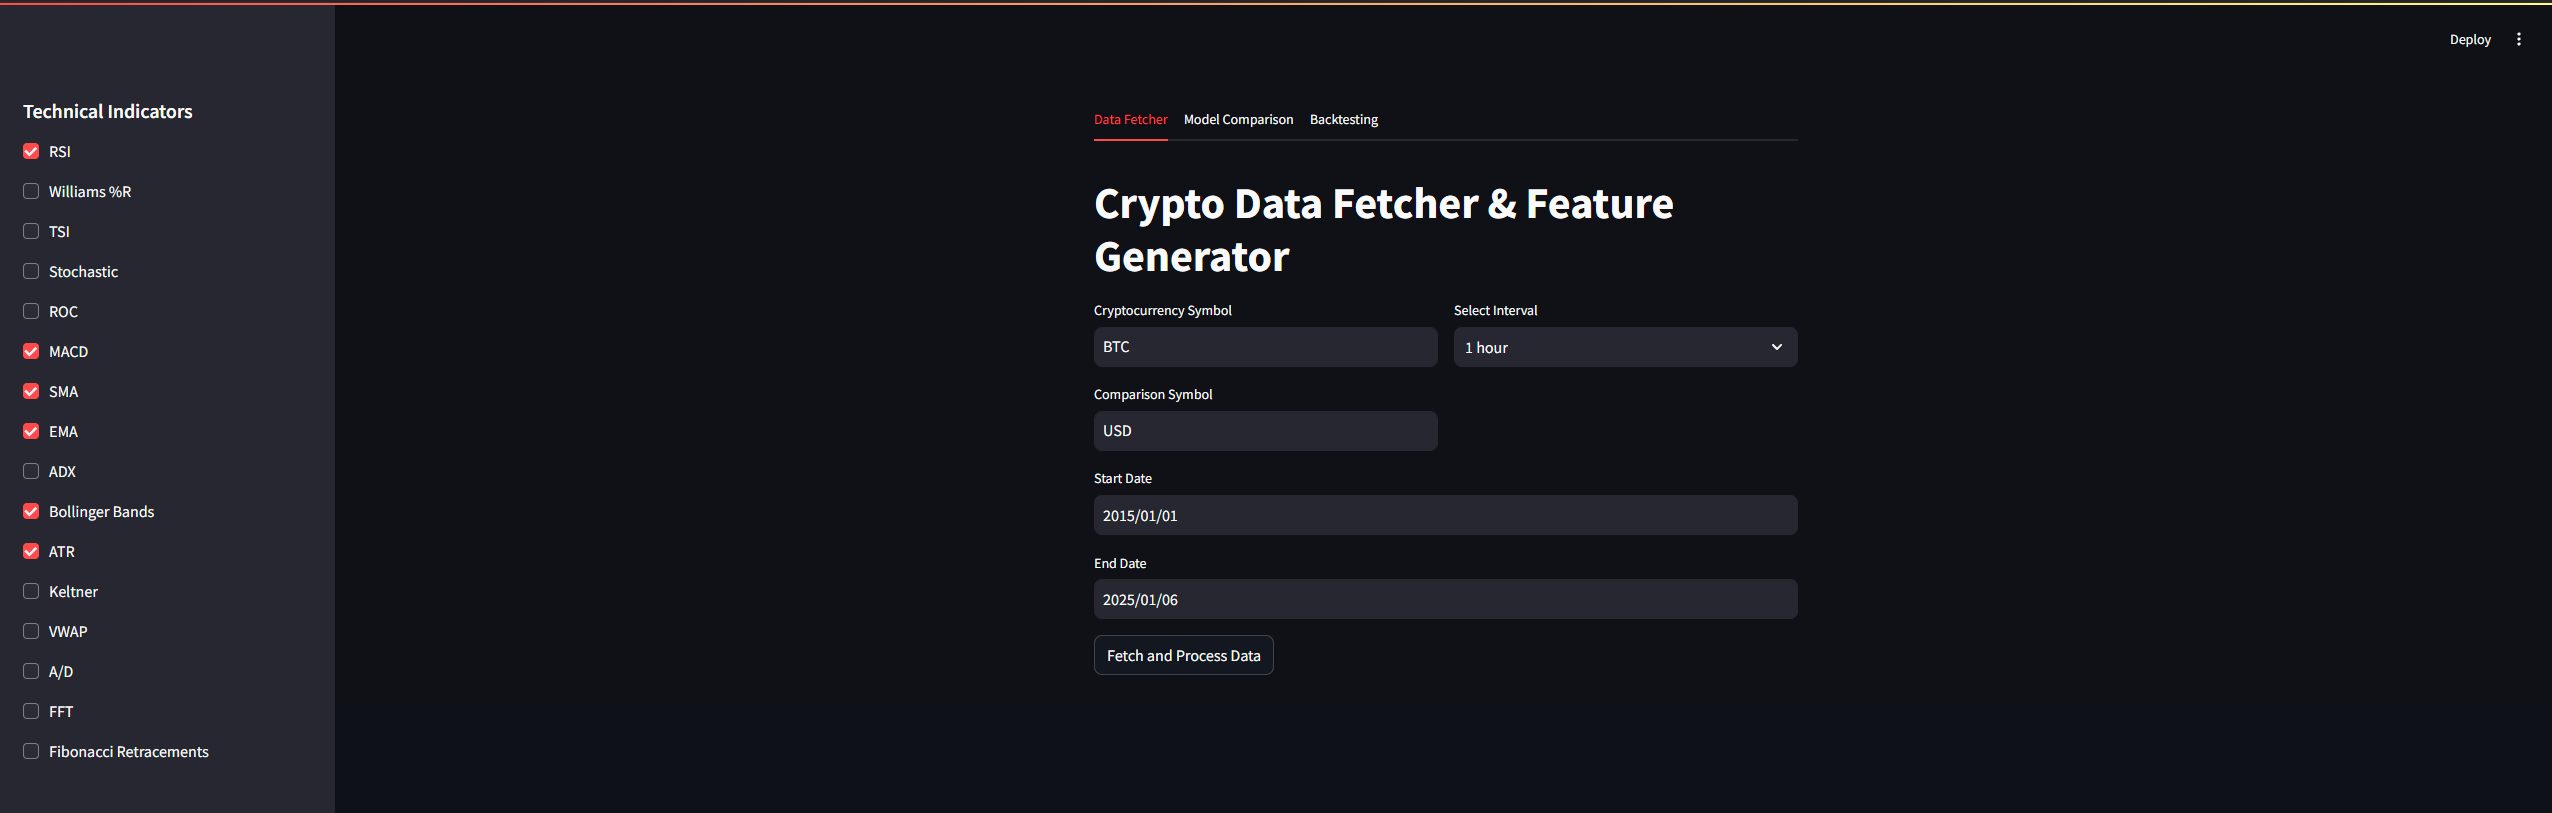 Deploy
Technical Indicators
RSI
Williams %R
TSI
Stochastic
ROC
MACD
SMA
EMA
ADX
Bollinger Bands
ATR
Keltner
VWAP
A/D
FFT
Fibonacci Retracements
Data Fetcher Model Comparison Backtesting
Crypto Data Fetcher & Feature
Generator
Cryptocurrency Symbol Select Interval
BTC 1 hour
Comparison Symbol
USD
Start Date
2015/01/01
End Date
2025/01/06
Fetch and Process Data